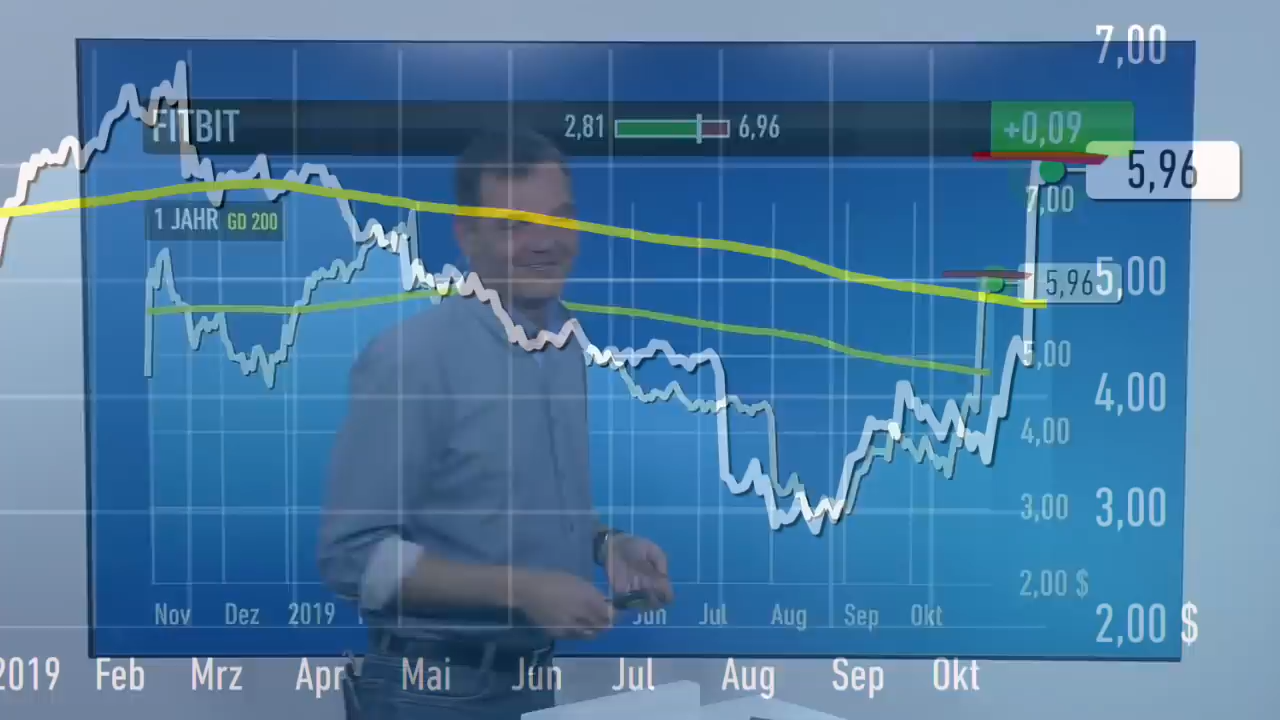 7,00
FITBIT 2,81 6,96 +0,09
5,96
7,00
1 JAHR GD 200
5,96 5,00
5,00
4,00
4,00
3,00 3,00
2,00 $
Nov Dez 2019 Jun Jul Aug Sep Okt
2,00 $
2019 Feb Mrz Apr Mai Jun Jul Aug Sep Okt